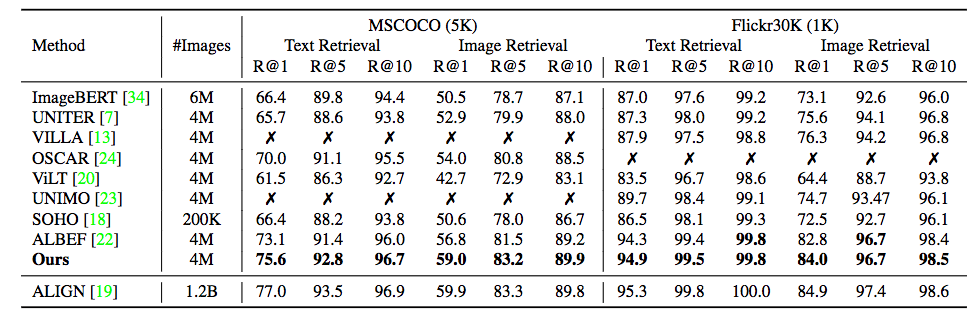 MSCOCO (5K) Flickr30K (1K)
Method #Images Text Retrieval Image Retrieval Text Retrieval Image Retrieval
R@1 R@5 R@10 R@1 R@5 R@10 R@1 R@5 R@10 R@1 R@5 R@10
ImageBERT [34] 6M 66.4 89.8 94.4 50.5 78.7 87.1 87.0 97.6 99.2 73.1 92.6 96.0
UNITER [7] 4M 65.7 88.6 93.8 52.9 79.9 88.0 87.3 98.0 99.2 75.6 94.1 96.8
VILLA [13] 4M ✗ ✗ ✗ ✗ ✗ ✗ 87.9 97.5 98.8 76.3 94.2 96.8
OSCAR [24] 4M 70.0 91.1 95.5 54.0 80.8 88.5 ✗ ✗ ✗ ✗ ✗ ✗
ViLT [20] 4M 61.5 86.3 92.7 42.7 72.9 83.1 83.5 96.7 98.6 64.4 88.7 93.8
UNIMO [23] 4M ✗ ✗ ✗ ✗ ✗ ✗ 89.7 98.4 99.1 74.7 93.47 96.1
SOHO [18] 200K 66.4 88.2 93.8 50.6 78.0 86.7 86.5 98.1 99.3 72.5 92.7 96.1
ALBEF [22] 4M 73.1 91.4 96.0 56.8 81.5 89.2 94.3 99.4 99.8 82.8 96.7 98.4
Ours 4M 75.6 92.8 96.7 59.0 83.2 89.9 94.9 99.5 99.8 84.0 96.7 98.5
ALIGN [19] 1.2B 77.0 93.5 96.9 59.9 83.3 89.8 95.3 99.8 100.0 84.9 97.4 98.6